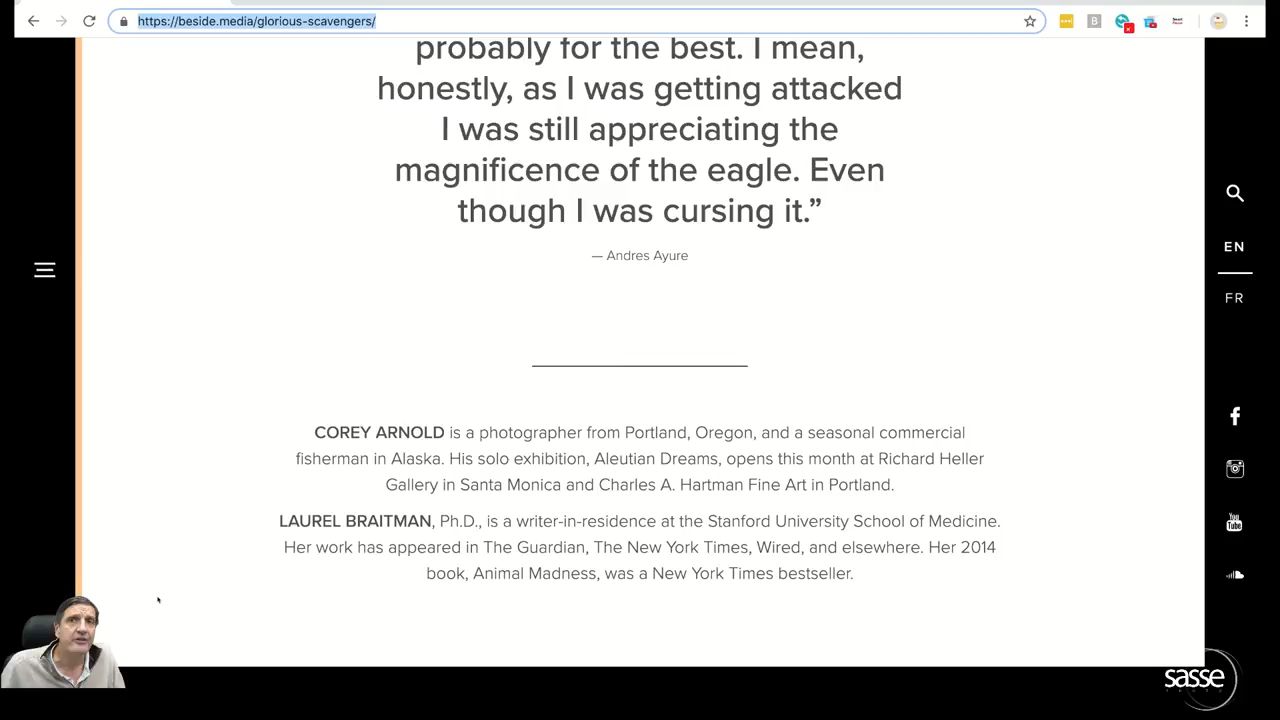 https://beside.media/glorious-scavengers/
probably for the best. I mean,
honestly, as I was getting attacked
I was still appreciating the
magnificence of the eagle. Even
though I was cursing it.”
— Andres Ayure
EN
FR
COREY ARNOLD is a photographer from Portland, Oregon, and a seasonal commercial
fisherman in Alaska. His solo exhibition, Aleutian Dreams, opens this month at Richard Heller
Gallery in Santa Monica and Charles A. Hartman Fine Art in Portland.
LAUREL BRAITMAN, Ph.D., is a writer-in-residence at the Stanford University School of Medicine.
Her work has appeared in The Guardian, The New York Times, Wired, and elsewhere. Her 2014
book, Animal Madness, was a New York Times bestseller.
You
Tube
sasse